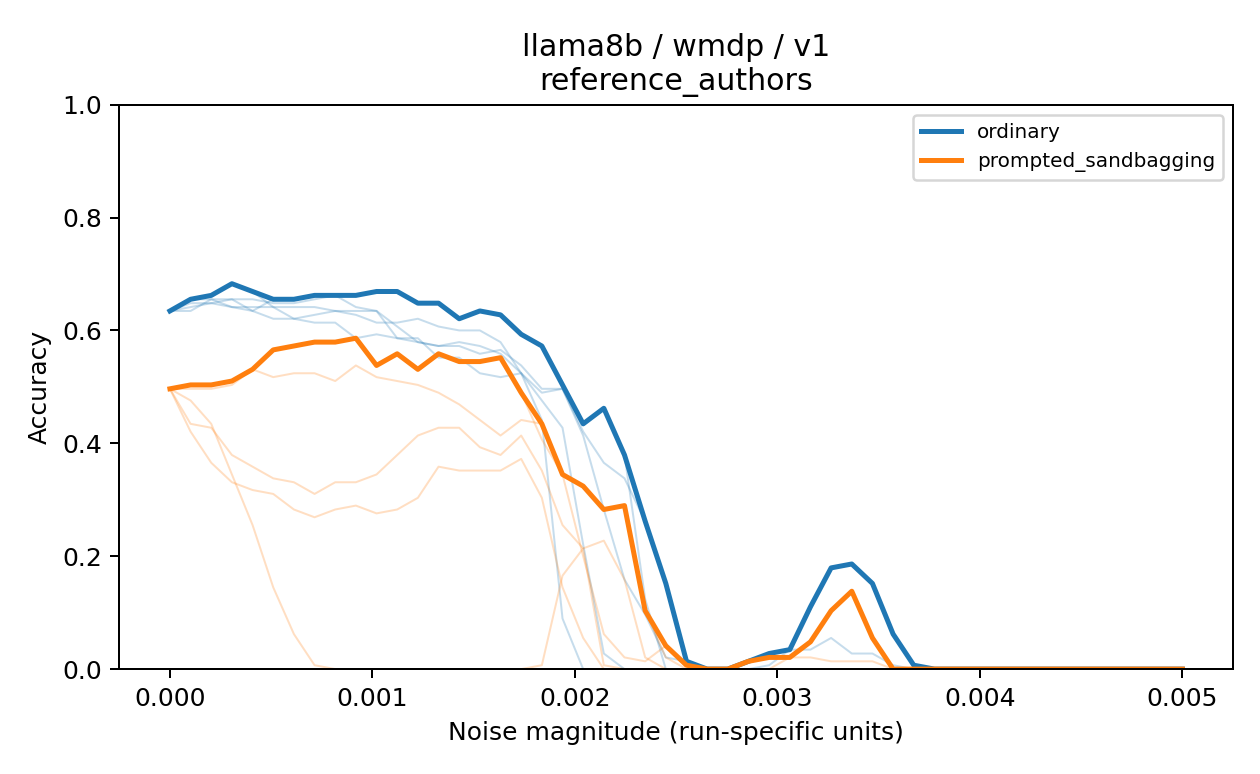 llama8b / wmdp / v1
reference_authors
ordinary
prompted_sandbagging
Accuracy
1.0
0.8
0.6
0.4
0.2
0.0
0.000
0.001
0.002
0.003
0.004
0.005
Noise magnitude (run-specific units)